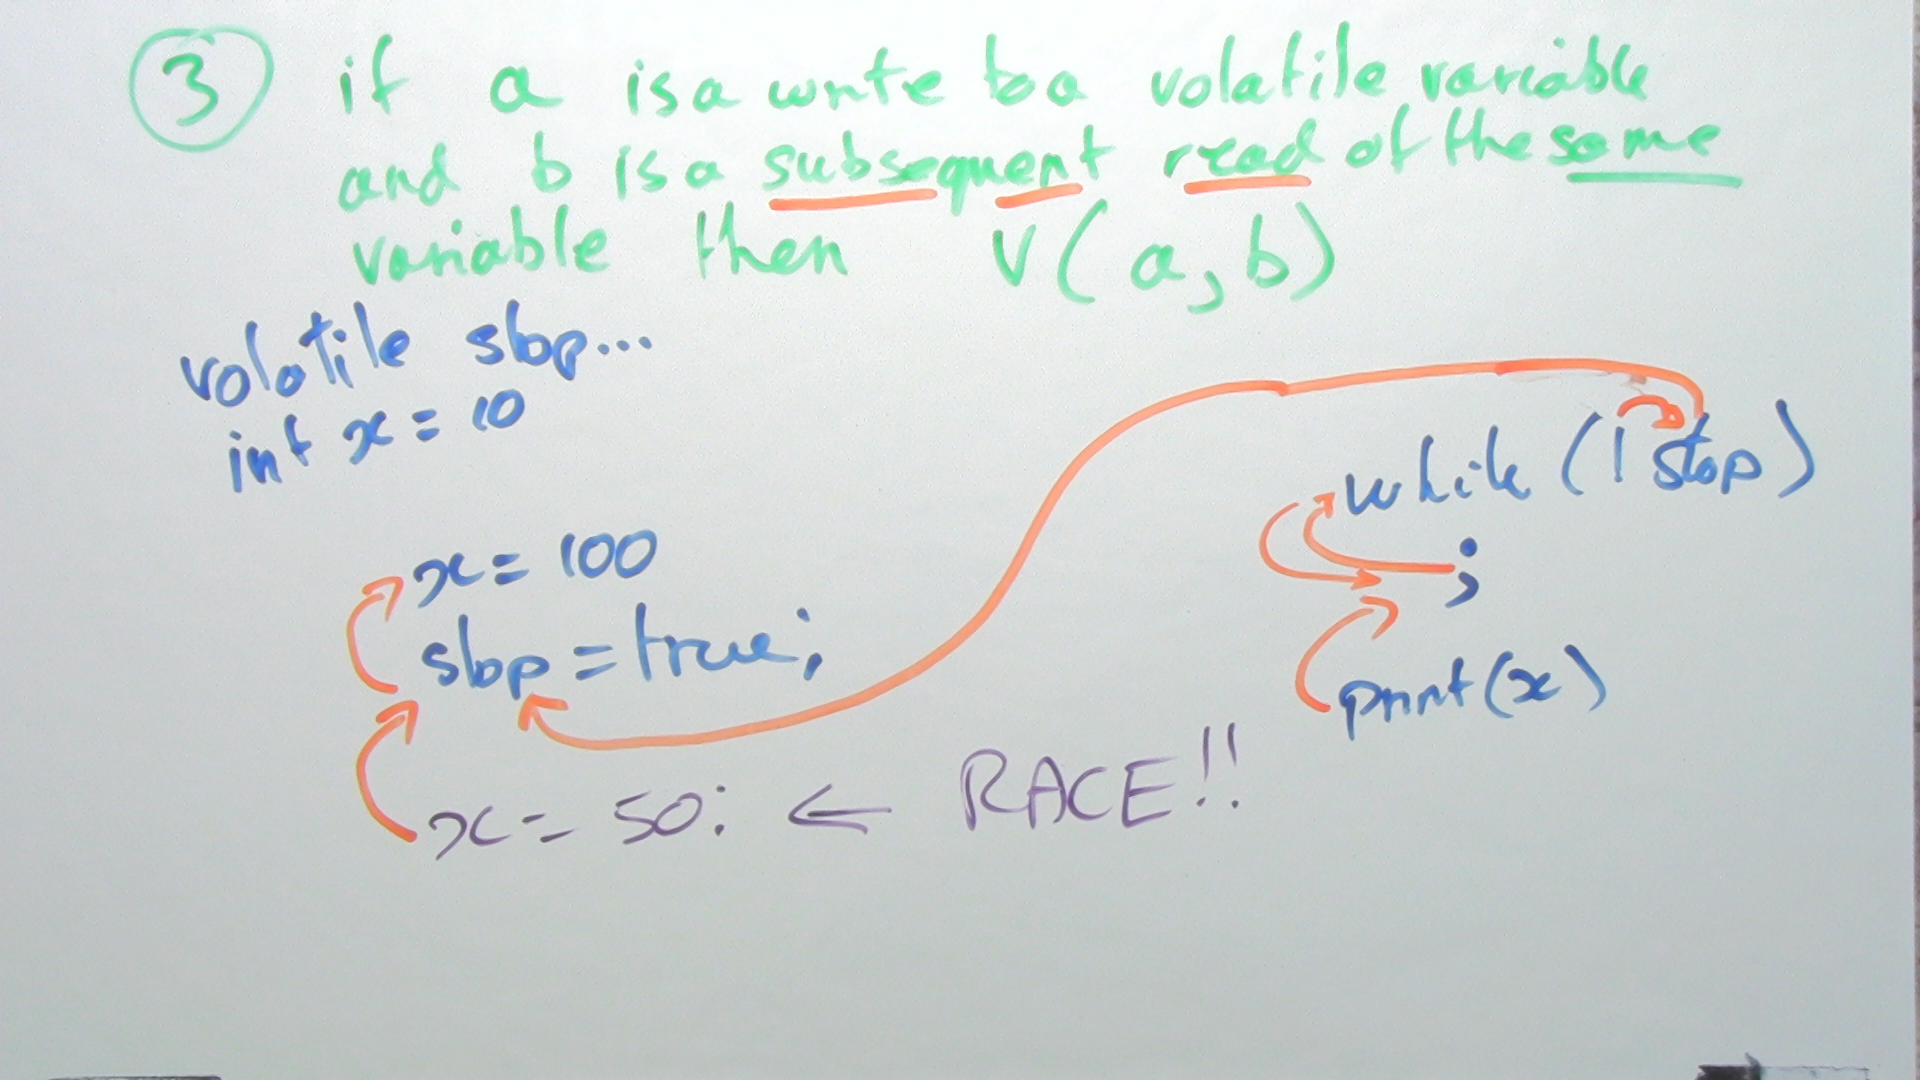 3 if a is a write to a volatile variable
and b is a subsequent read of the same
variable then V(a,b)
volatile stop...
int x = 10
while (! stop)
;
x = 100
stop = true;
print(x)
x = 50; ← RACE!!